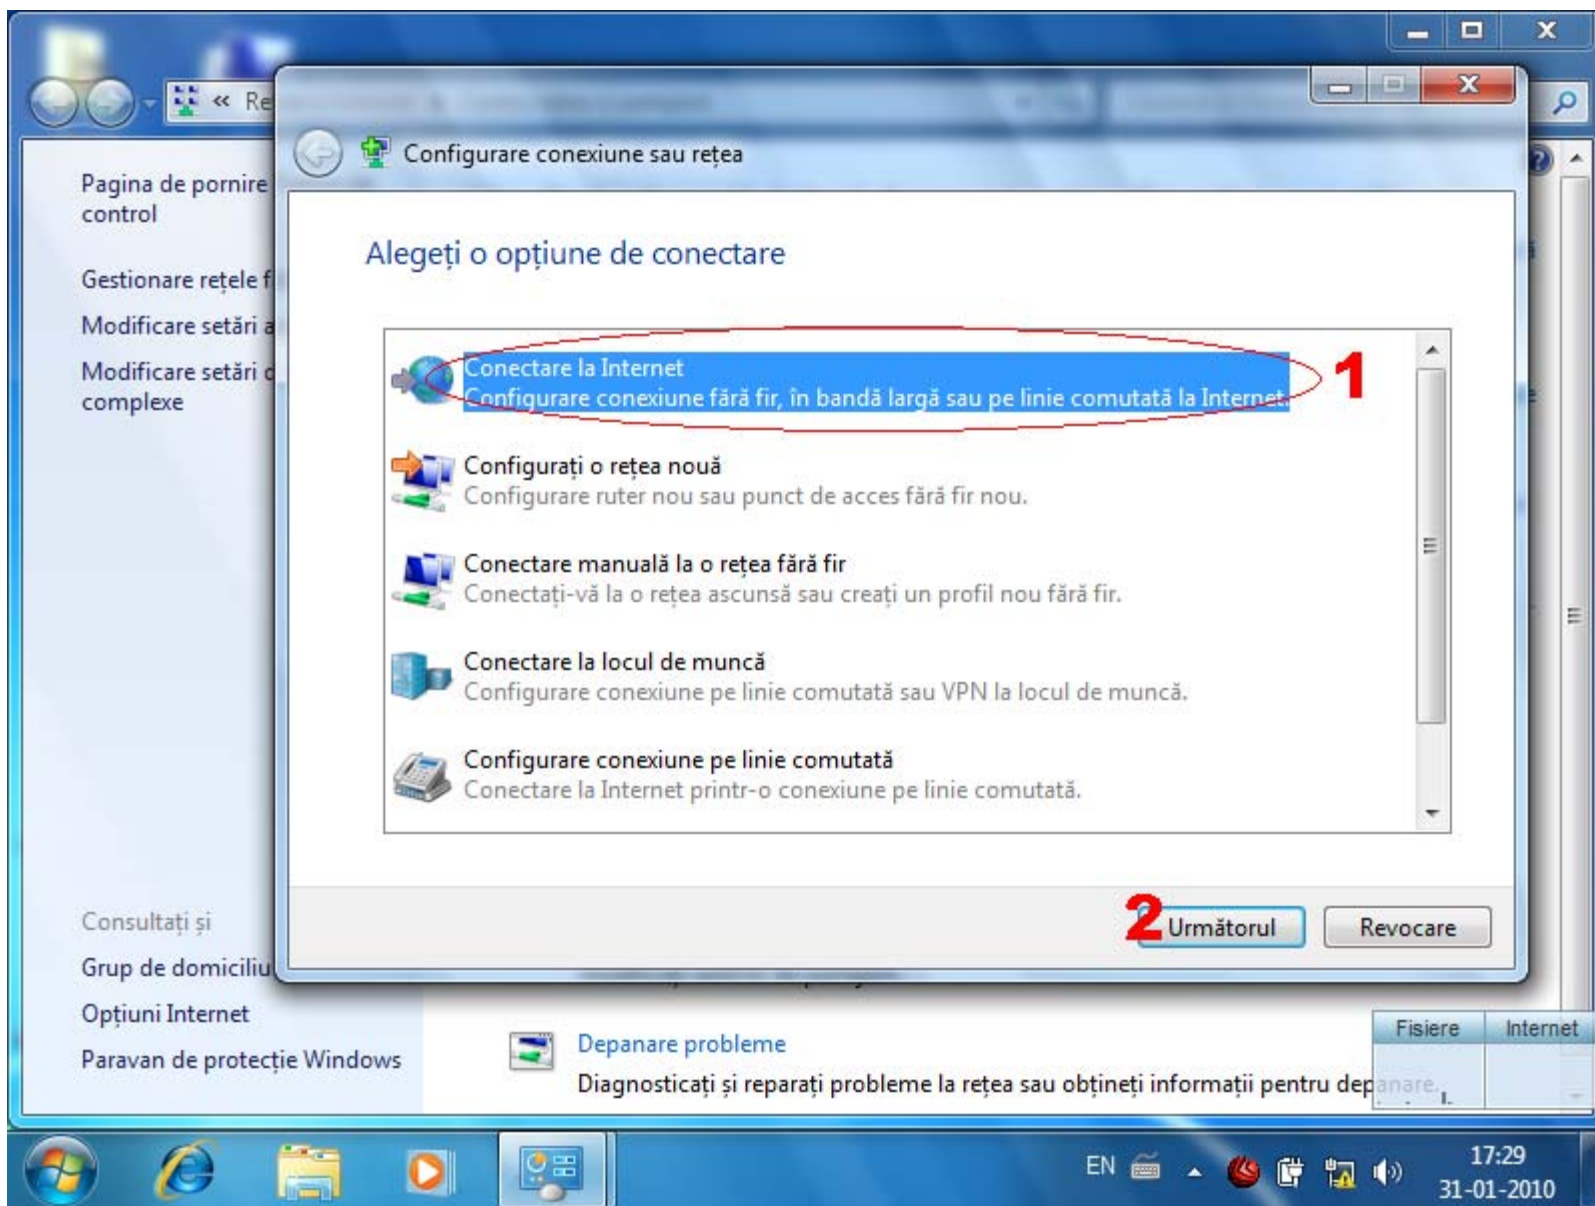 « Re
Configurare conexiune sau rețea
Pagina de pornire
control
Gestionare rețele
Modificare setări
Modificare setări
complexe
Alegeți o opțiune de conectare
Conectare la Internet
Configurare conexiune fără fir, în bandă largă sau pe linie comutată la Internet.
1
Configurați o rețea nouă
Configurare ruter nou sau punct de acces fără fir nou.
Conectare manuală la o rețea fără fir
Conectați-vă la o rețea ascunsă sau creați un profil nou fără fir.
Conectare la locul de muncă
Configurare conexiune pe linie comutată sau VPN la locul de muncă.
Configurare conexiune pe linie comutată
Conectare la Internet printr-o conexiune pe linie comutată.
2
Următorul
Revocare
Consultați și
Grup de domiciliu
Opțiuni Internet
Paravan de protecție Windows
Depanare probleme
Diagnosticați și reparați probleme la rețea sau obțineți informații pentru depanare.
Fisiere Internet
EN
17:29
31-01-2010